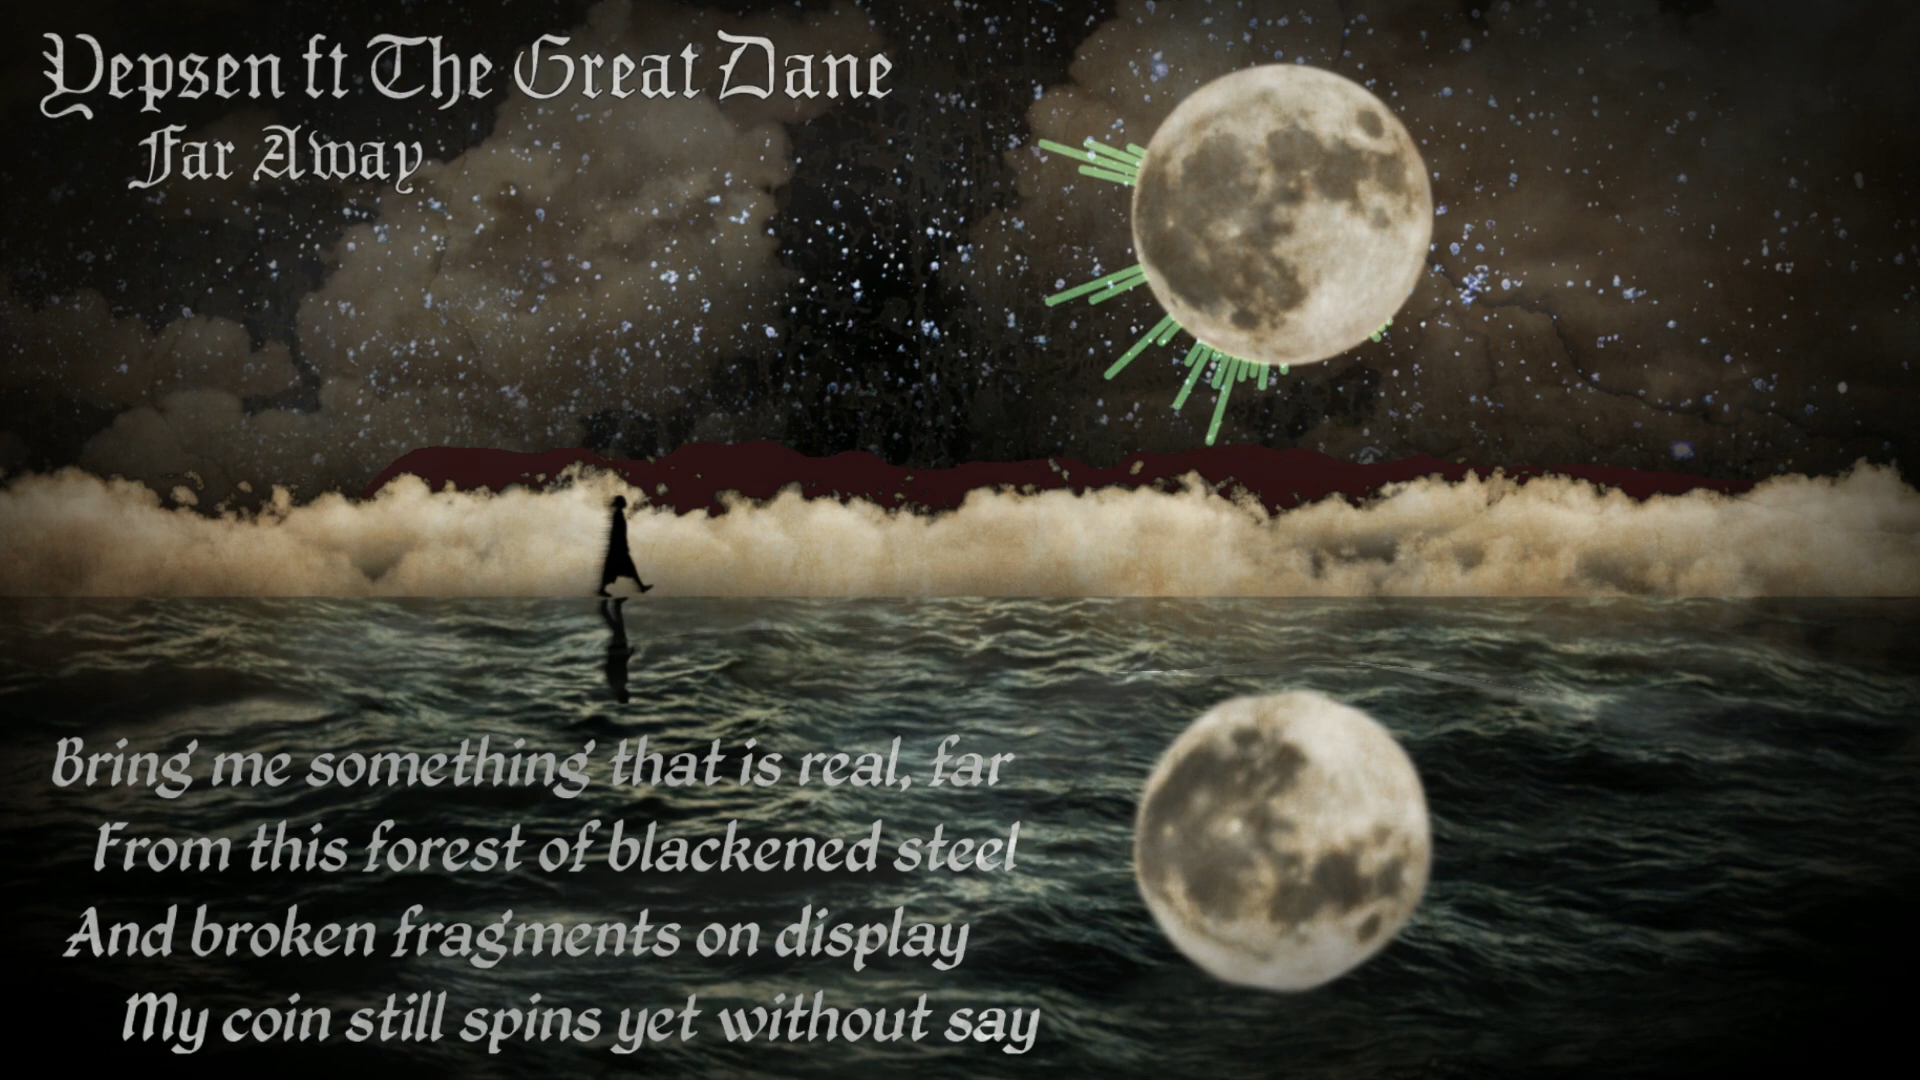 Yepsen ft The Great Dane
Far Away
Bring me something that is real, far
From this forest of blackened steel
And broken fragments on display
My coin still spins yet without say